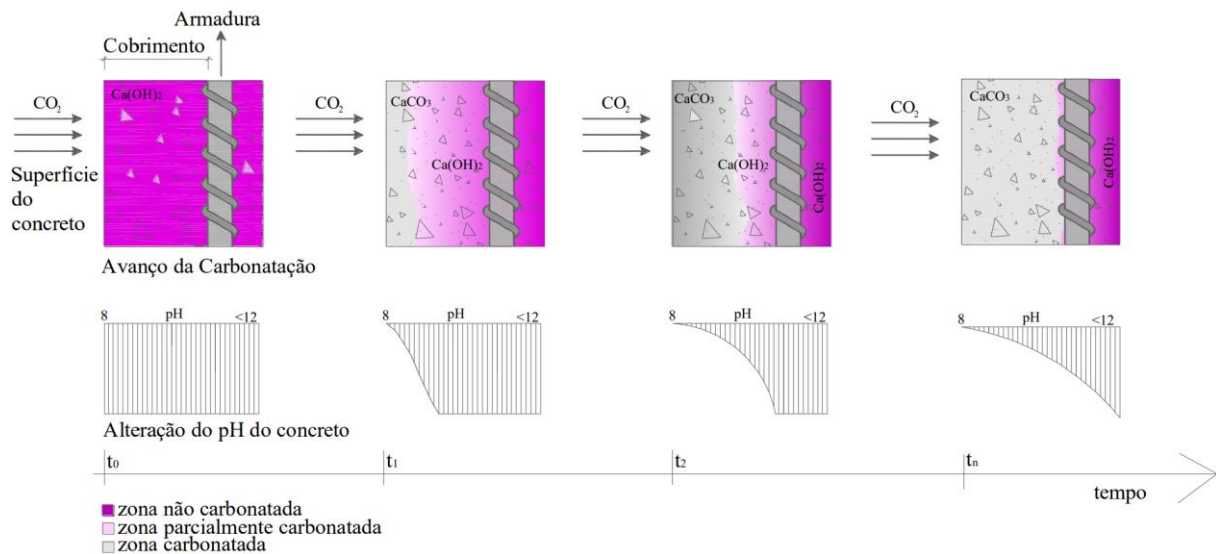 Armadura
Cobrimento
CO₂
Superfície
do
concreto
Ca(OH)₂
CO₂
CaCO₃
Ca(OH)₂
CO₂
CaCO₃
Ca(OH)₂
Ca(OH)₂
CO₂
CaCO₃
Ca(OH)₂
Avanço da Carbonatação
8 pH <12
8 pH <12
8 pH <12
8 pH <12
Alteração do pH do concreto
t₀ t₁ t₂ tₙ
tempo
zona não carbonatada
zona parcialmente carbonatada
zona carbonatada